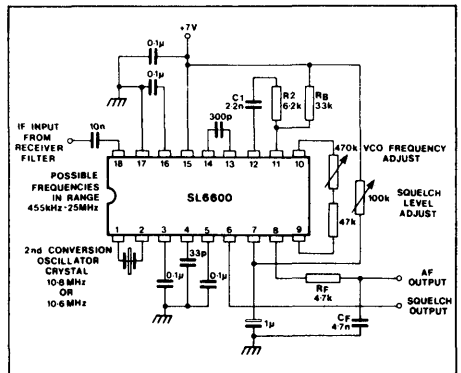 +7V
0·1µ
0·1µ
C1
2·2n
R2
6·2k
RB
33k
300p
IF INPUT
FROM
RECEIVER
FILTER
10n
470k
VCO FREQUENCY
ADJUST
100k
SQUELCH
LEVEL
ADJUST
47k
18 17 16 15 14 13 12 11 10
POSSIBLE
FREQUENCIES
IN RANGE
455kHz-25MHz
SL6600
1 2 3 4 5 6 7 8 9
2nd CONVERSION
OSCILLATOR
CRYSTAL
10·8 MHz
OR
10·6 MHz
0·1µ
33p
0·1µ
RF
4·7k
AF
OUTPUT
SQUELCH
OUTPUT
1µ
CF
4·7n